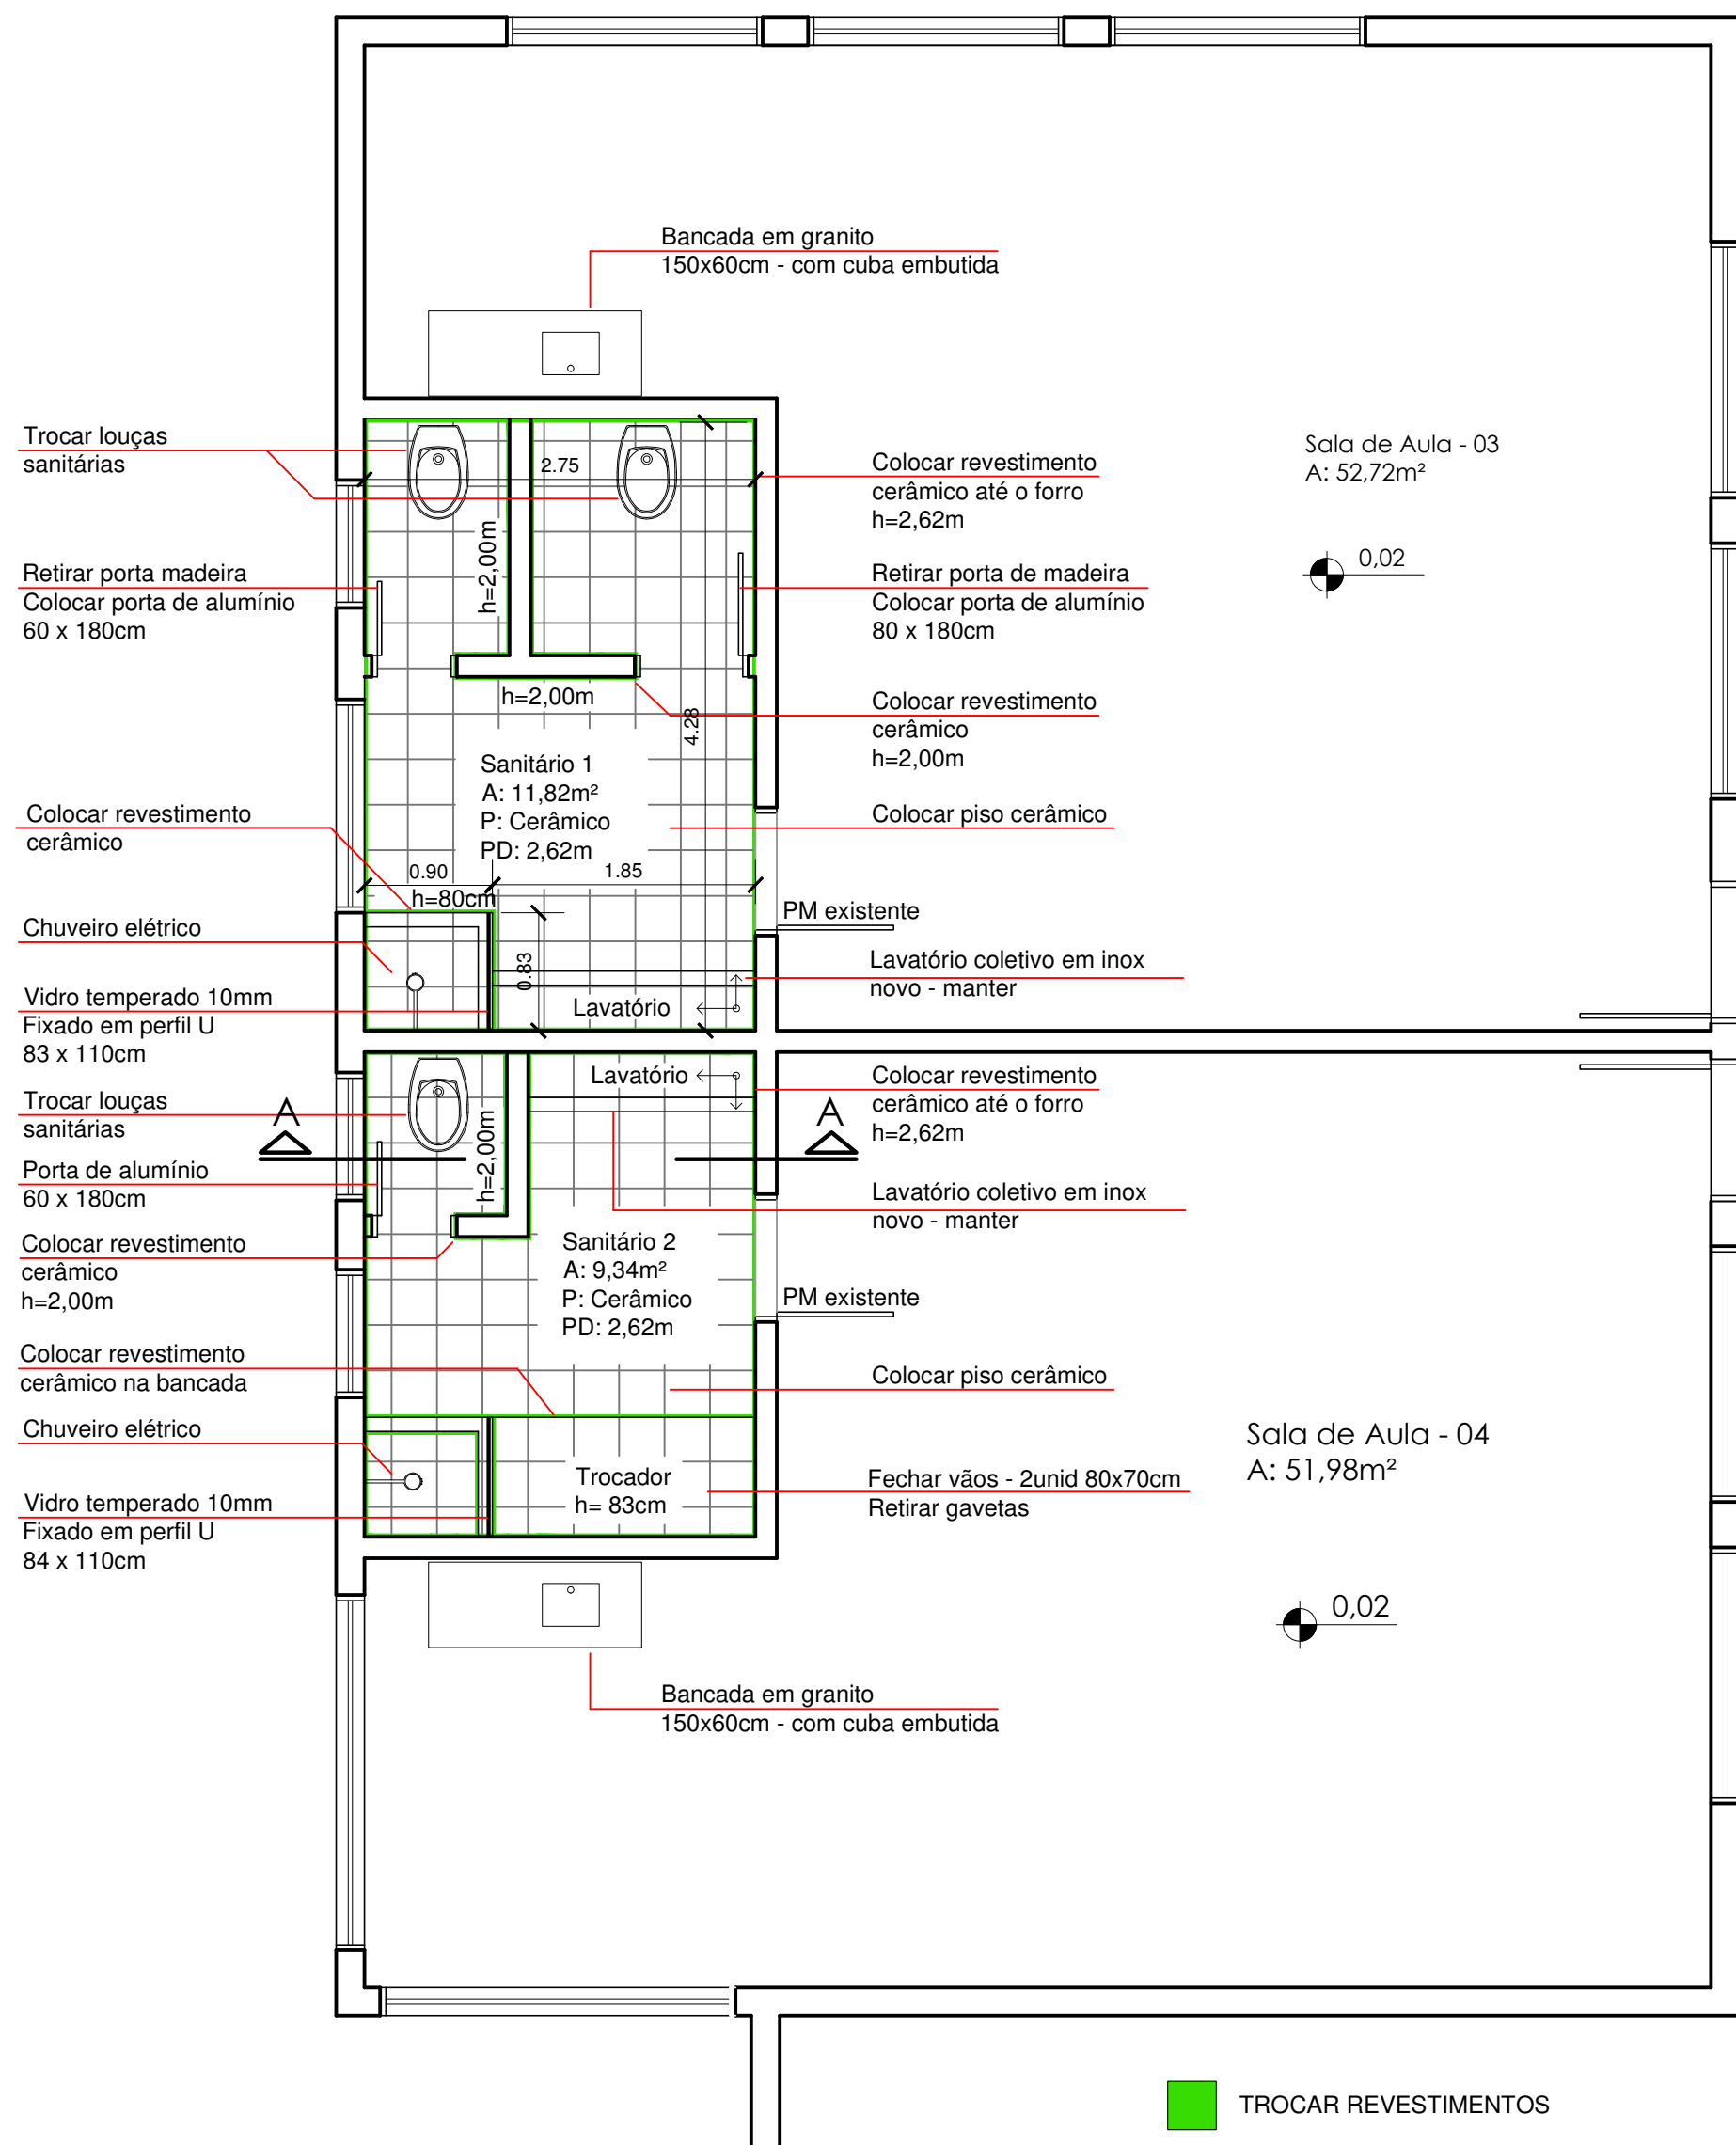 Bancada em granito
150x60cm - com cuba embutida
Trocar louças
sanitárias
2.75
Colocar revestimento
cerâmico até o forro
h=2,62m
Sala de Aula - 03
A: 52,72m²
0,02
h=2,00m
Retirar porta madeira
Colocar porta de alumínio
60 x 180cm
Retirar porta de madeira
Colocar porta de alumínio
80 x 180cm
h=2,00m
4.28
Colocar revestimento
cerâmico
h=2,00m
Sanitário 1
A: 11,82m²
P: Cerâmico
PD: 2,62m
Colocar revestimento
cerâmico
Colocar piso cerâmico
0.90
1.85
h=80cm
PM existente
Chuveiro elétrico
0.83
Lavatório coletivo em inox
novo - manter
Vidro temperado 10mm
Fixado em perfil U
83 x 110cm
Lavatório
Lavatório
Colocar revestimento
cerâmico até o forro
h=2,62m
Trocar louças
sanitárias
A
A
h=2,00m
Porta de alumínio
60 x 180cm
Lavatório coletivo em inox
novo - manter
Colocar revestimento
cerâmico
h=2,00m
Sanitário 2
A: 9,34m²
P: Cerâmico
PD: 2,62m
PM existente
Colocar revestimento
cerâmico na bancada
Colocar piso cerâmico
Chuveiro elétrico
Sala de Aula - 04
A: 51,98m²
Trocador
h= 83cm
Fechar vãos - 2unid 80x70cm
Retirar gavetas
Vidro temperado 10mm
Fixado em perfil U
84 x 110cm
0,02
Bancada em granito
150x60cm - com cuba embutida
TROCAR REVESTIMENTOS